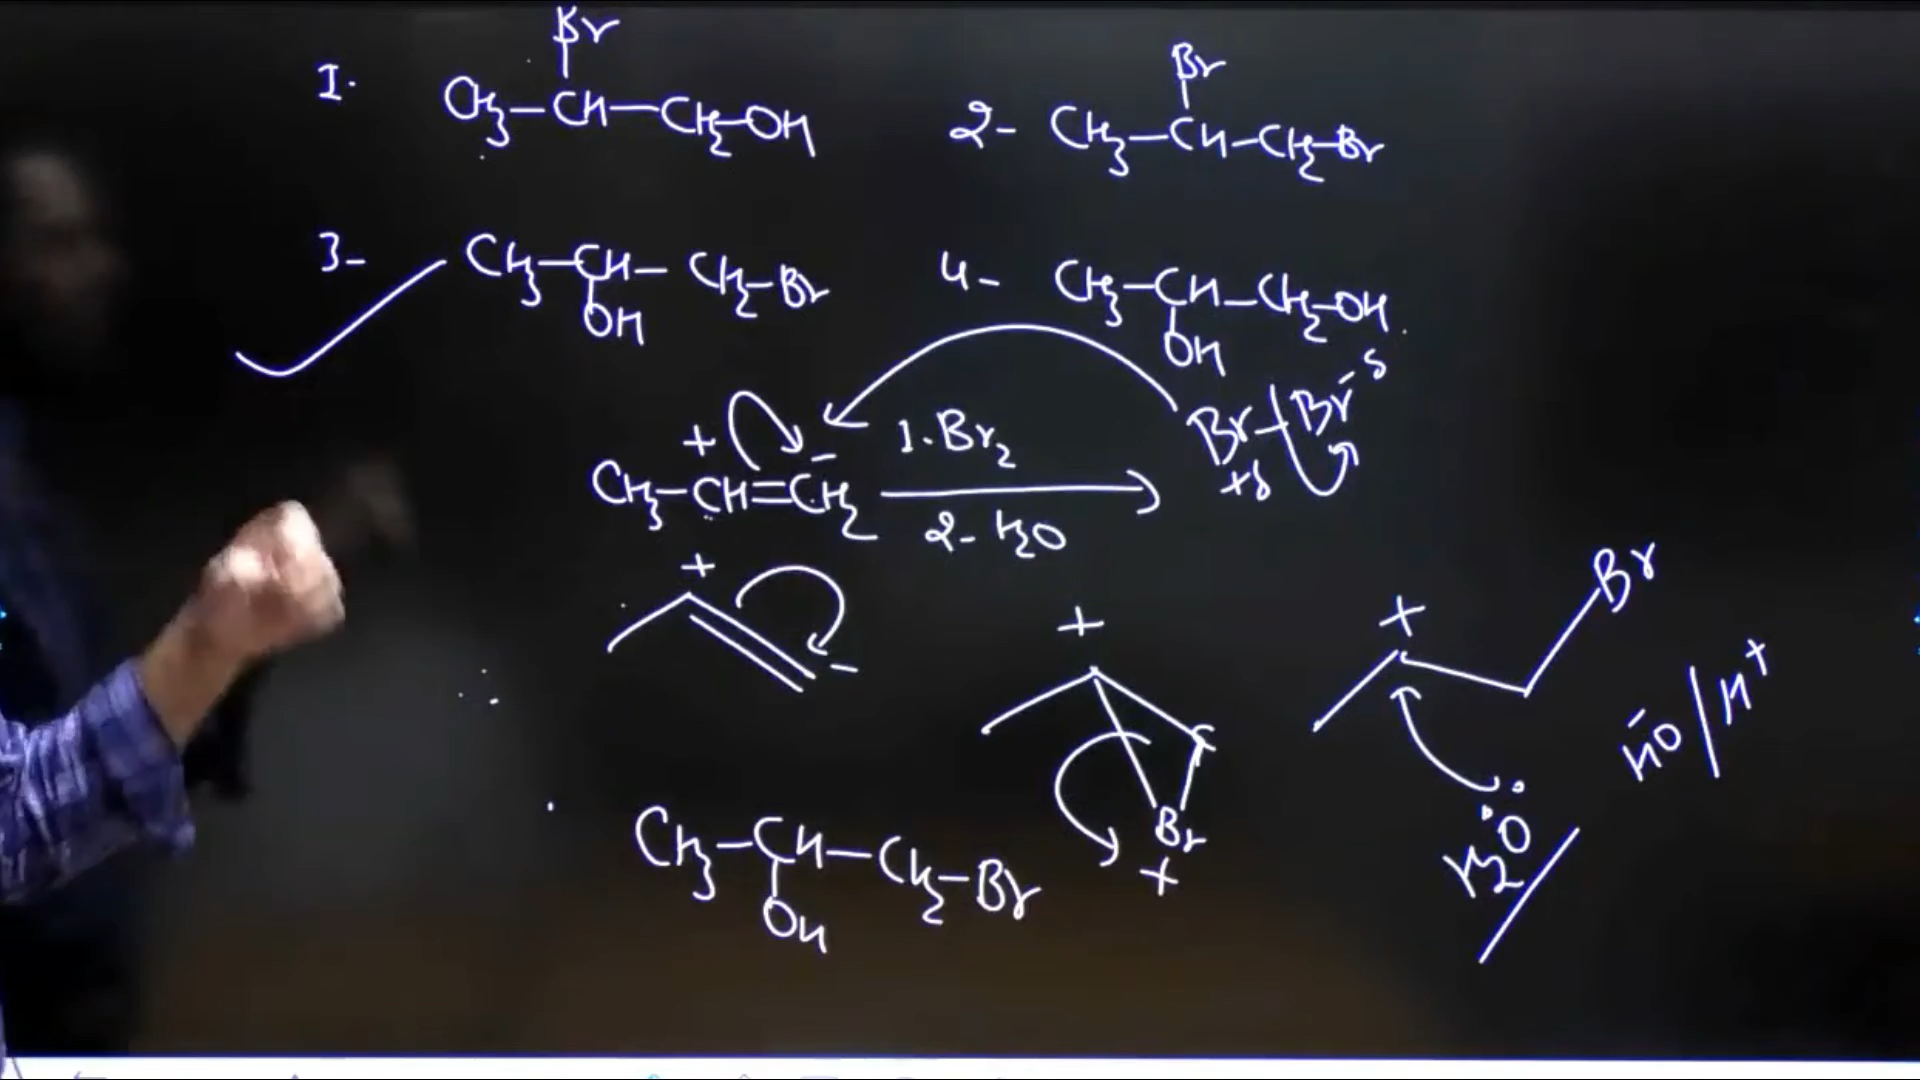 1. CH3-CH-CH2-OH
Br
2- CH3-CH-CH2-Br
Br
3- CH3-CH-CH2-Br
OH
4- CH3-CH-CH2-OH
OH
CH3-CH=CH2
+ -
1. Br2
2- H2O
Br-Br
+δ -δ
+ -
+
C
Br
+
+
Br
H2O
HO/H+
CH3-CH-CH2-Br
OH